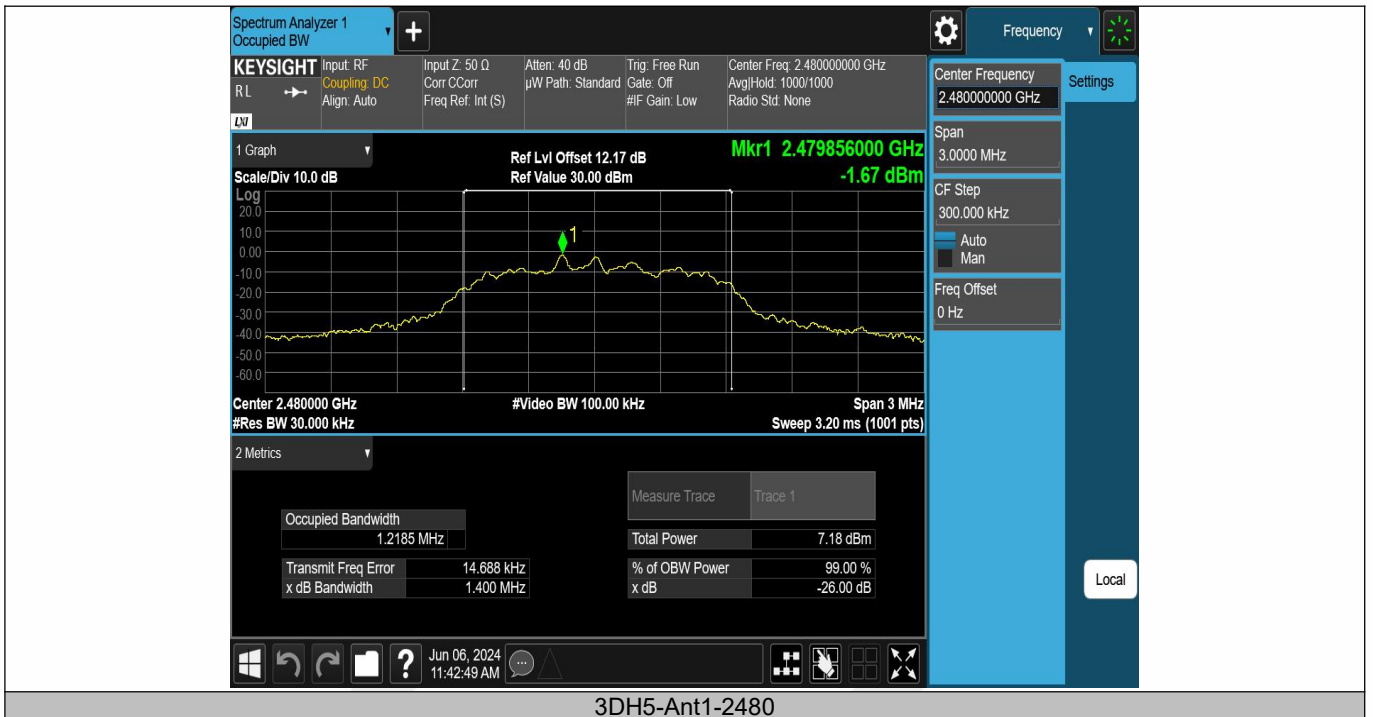 Spectrum Analyzer 1
Occupied BW
+
Frequency
KEYSIGHT Input: RF Input Z: 50 Ω Atten: 40 dB Trig: Free Run Center Freq: 2.480000000 GHz
RL Coupling: DC Corr CCorr µW Path: Standard Gate: Off Avg|Hold: 1000/1000
Align: Auto Freq Ref: Int (S) #IF Gain: Low Radio Std: None
LXI
Center Frequency
2.480000000 GHz
Settings
Span
3.0000 MHz
CF Step
300.000 kHz
Auto
Man
Freq Offset
0 Hz
1 Graph Ref Lvl Offset 12.17 dB Mkr1 2.479856000 GHz
Scale/Div 10.0 dB Ref Value 30.00 dBm -1.67 dBm
Log
20.0
10.0
1
0.00
-10.0
-20.0
-30.0
-40.0
-50.0
-60.0
Center 2.480000 GHz #Video BW 100.00 kHz Span 3 MHz
#Res BW 30.000 kHz Sweep 3.20 ms (1001 pts)
2 Metrics
Measure Trace Trace 1
Occupied Bandwidth
1.2185 MHz Total Power 7.18 dBm
Transmit Freq Error 14.688 kHz % of OBW Power 99.00 %
x dB Bandwidth 1.400 MHz x dB -26.00 dB
Local
? Jun 06, 2024
11:42:49 AM
3DH5-Ant1-2480